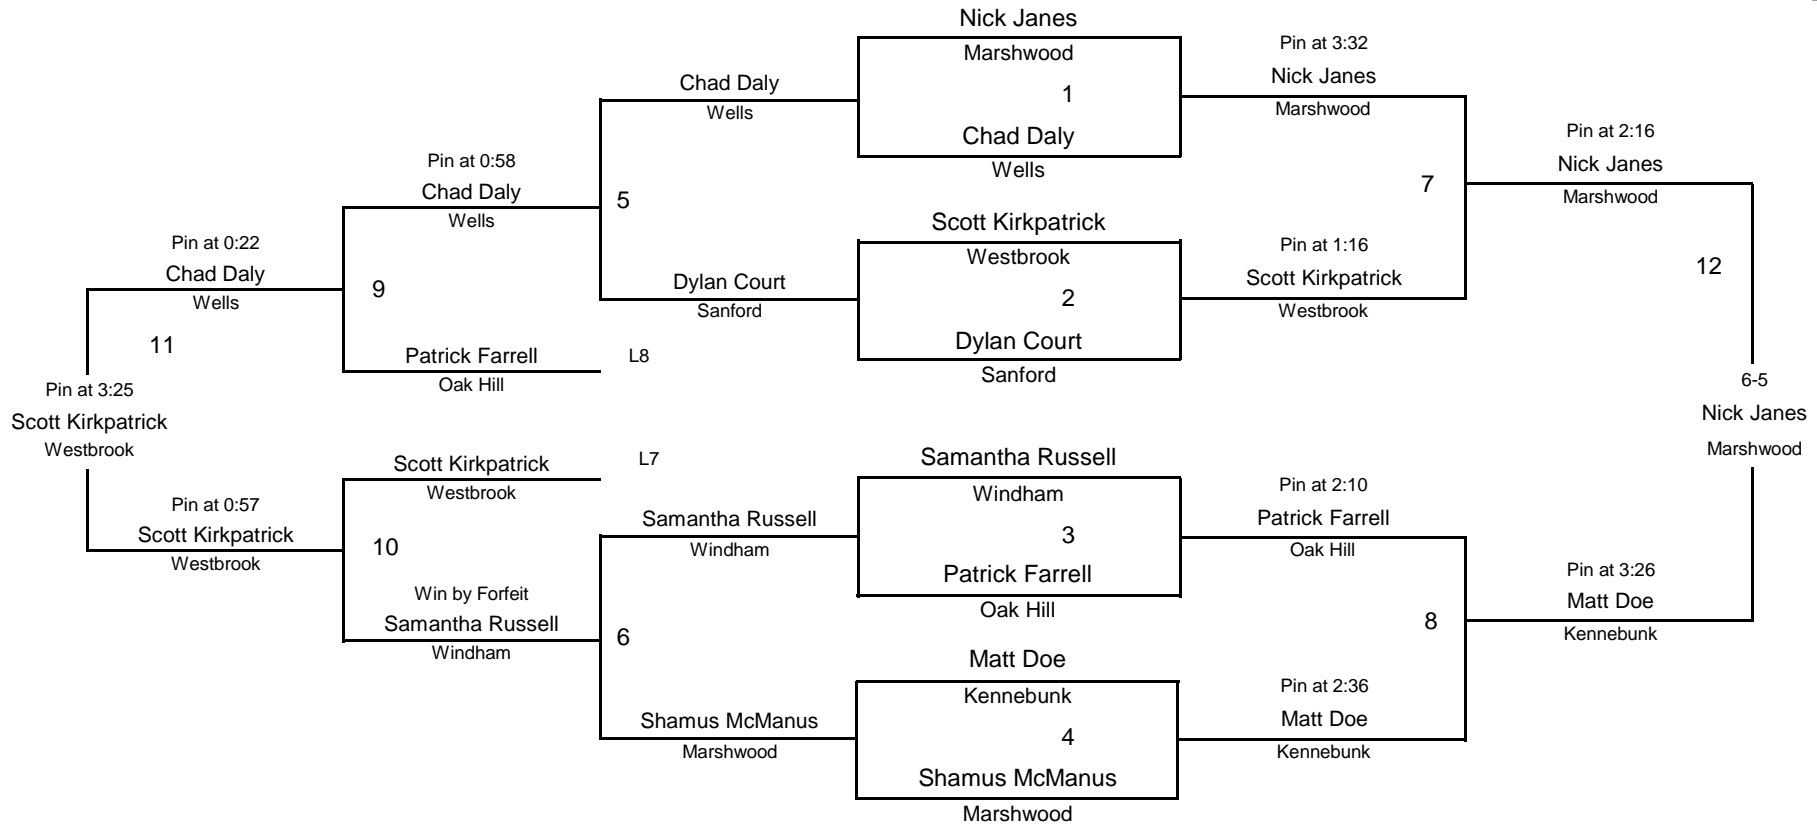 Nick Janes
Marshwood
1
Chad Daly
Wells
Scott Kirkpatrick
Westbrook
2
Dylan Court
Sanford
Samantha Russell
Windham
3
Patrick Farrell
Oak Hill
Matt Doe
Kennebunk
4
Shamus McManus
Marshwood
Chad Daly
Wells
5
Dylan Court
Sanford
Samantha Russell
Windham
6
Shamus McManus
Marshwood
Pin at 0:58
Chad Daly
Wells
9
Patrick Farrell
Oak Hill
L8
Scott Kirkpatrick
Westbrook
L7
10
Win by Forfeit
Samantha Russell
Windham
Pin at 0:22
Chad Daly
Wells
11
Pin at 0:57
Scott Kirkpatrick
Westbrook
Pin at 3:25
Scott Kirkpatrick
Westbrook
Pin at 3:32
Nick Janes
Marshwood
7
Pin at 1:16
Scott Kirkpatrick
Westbrook
Pin at 2:10
Patrick Farrell
Oak Hill
8
Pin at 2:36
Matt Doe
Kennebunk
Pin at 2:16
Nick Janes
Marshwood
12
Pin at 3:26
Matt Doe
Kennebunk
6-5
Nick Janes
Marshwood